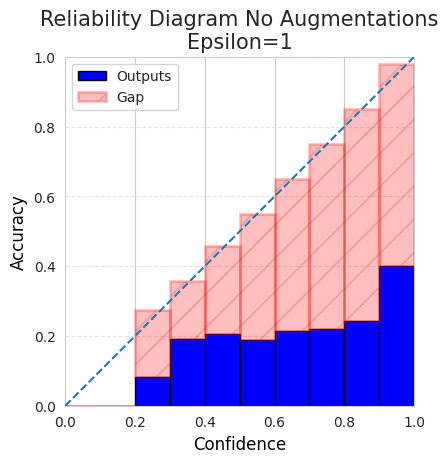 Reliability Diagram No Augmentations
Epsilon=1
Outputs
Gap
1.0
0.8
0.6
0.4
0.2
0.0
Accuracy
0.0 0.2 0.4 0.6 0.8 1.0
Confidence